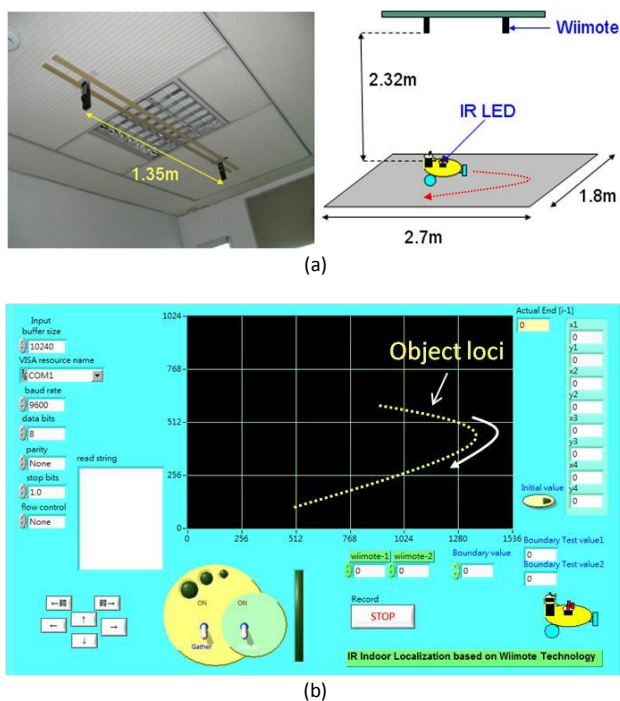 1.35m
Wiimote
2.32m
IR LED
1.8m
2.7m
(a)
Input
buffer size
10240
VISA resource name
COM1
baud rate
9600
data bits
8
parity
None
stop bits
1.0
flow control
None
read string
1024
768
512
256
0
0 256 512 768 1024 1280 1536
Object loci
Actual End [i-1]
0
x1
0
y1
0
x2
0
y2
0
x3
0
y3
0
x4
0
y4
0
Initial value
wiimote-1 wiimote-2 Boundary value
0 0 0
Boundary Test value1
0
Boundary Test value2
0
ON ON
Gather
Record
STOP
IR Indoor Localization based on Wiimote Technology
(b)